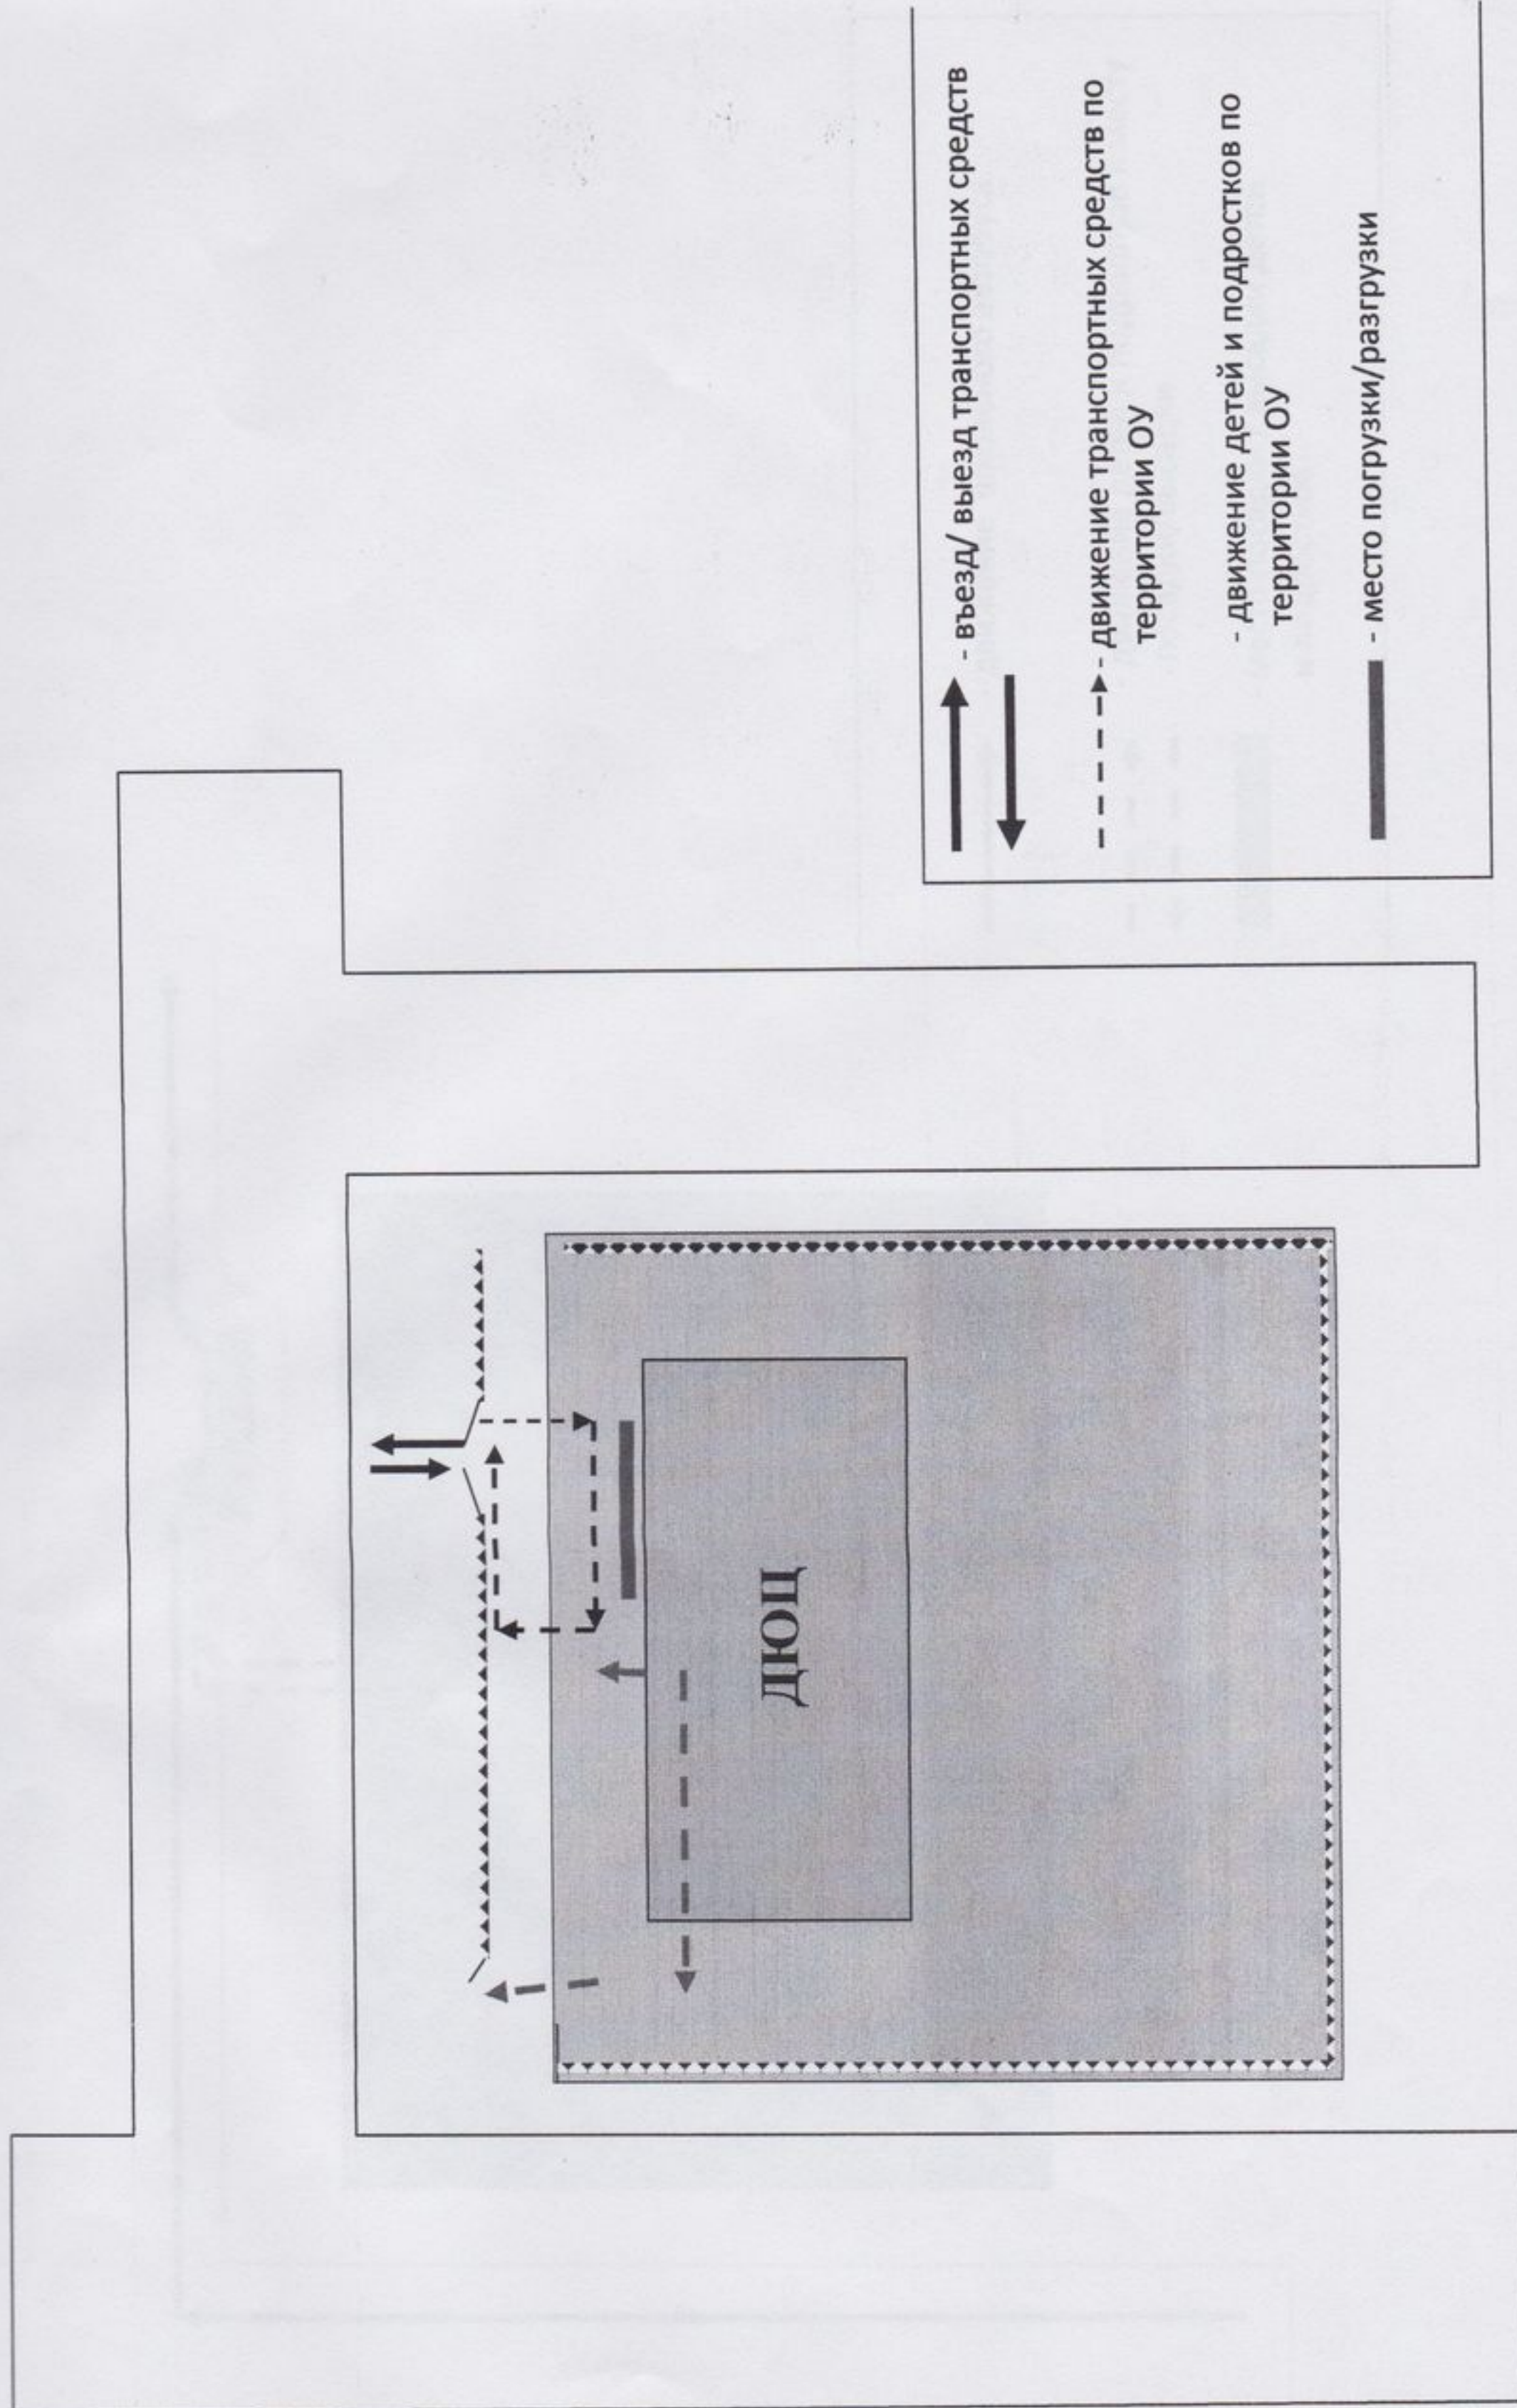 ДЮЦ
- въезд/ выезд транспортных средств
- движение транспортных средств по
территории ОУ
- движение детей и подростков по
территории ОУ
- место погрузки/разгрузки